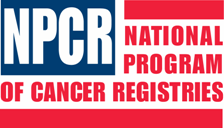 NPCR
NATIONAL
PROGRAM
OF CANCER REGISTRIES